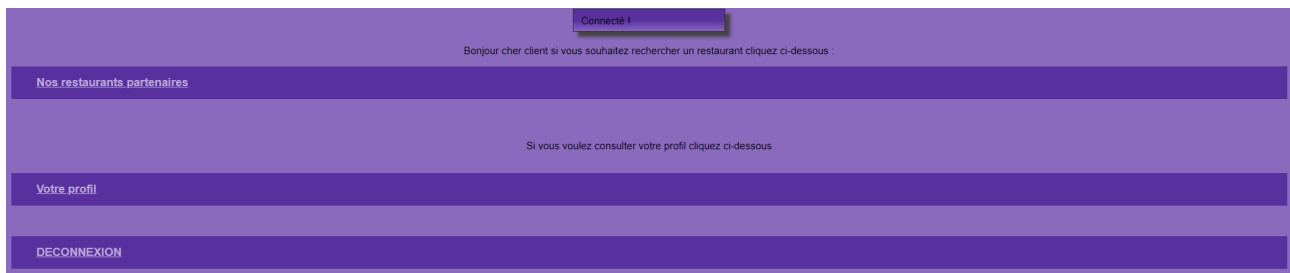 Connecté !
Bonjour cher client si vous souhaitez rechercher un restaurant cliquez ci-dessous :
Nos restaurants partenaires
Si vous voulez consulter votre profil cliquez ci-dessous
Votre profil
DECONNEXION